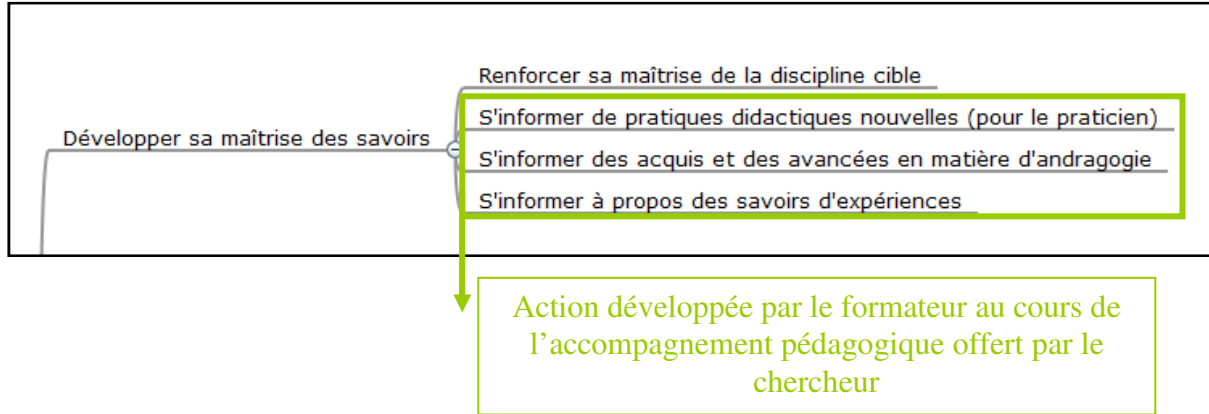 Renforcer sa maîtrise de la discipline cible
S'informer de pratiques didactiques nouvelles (pour le praticien)
Développer sa maîtrise des savoirs
S'informer des acquis et des avancées en matière d'andragogie
S'informer à propos des savoirs d'expériences
Action développée par le formateur au cours de
l'accompagnement pédagogique offert par le
chercheur